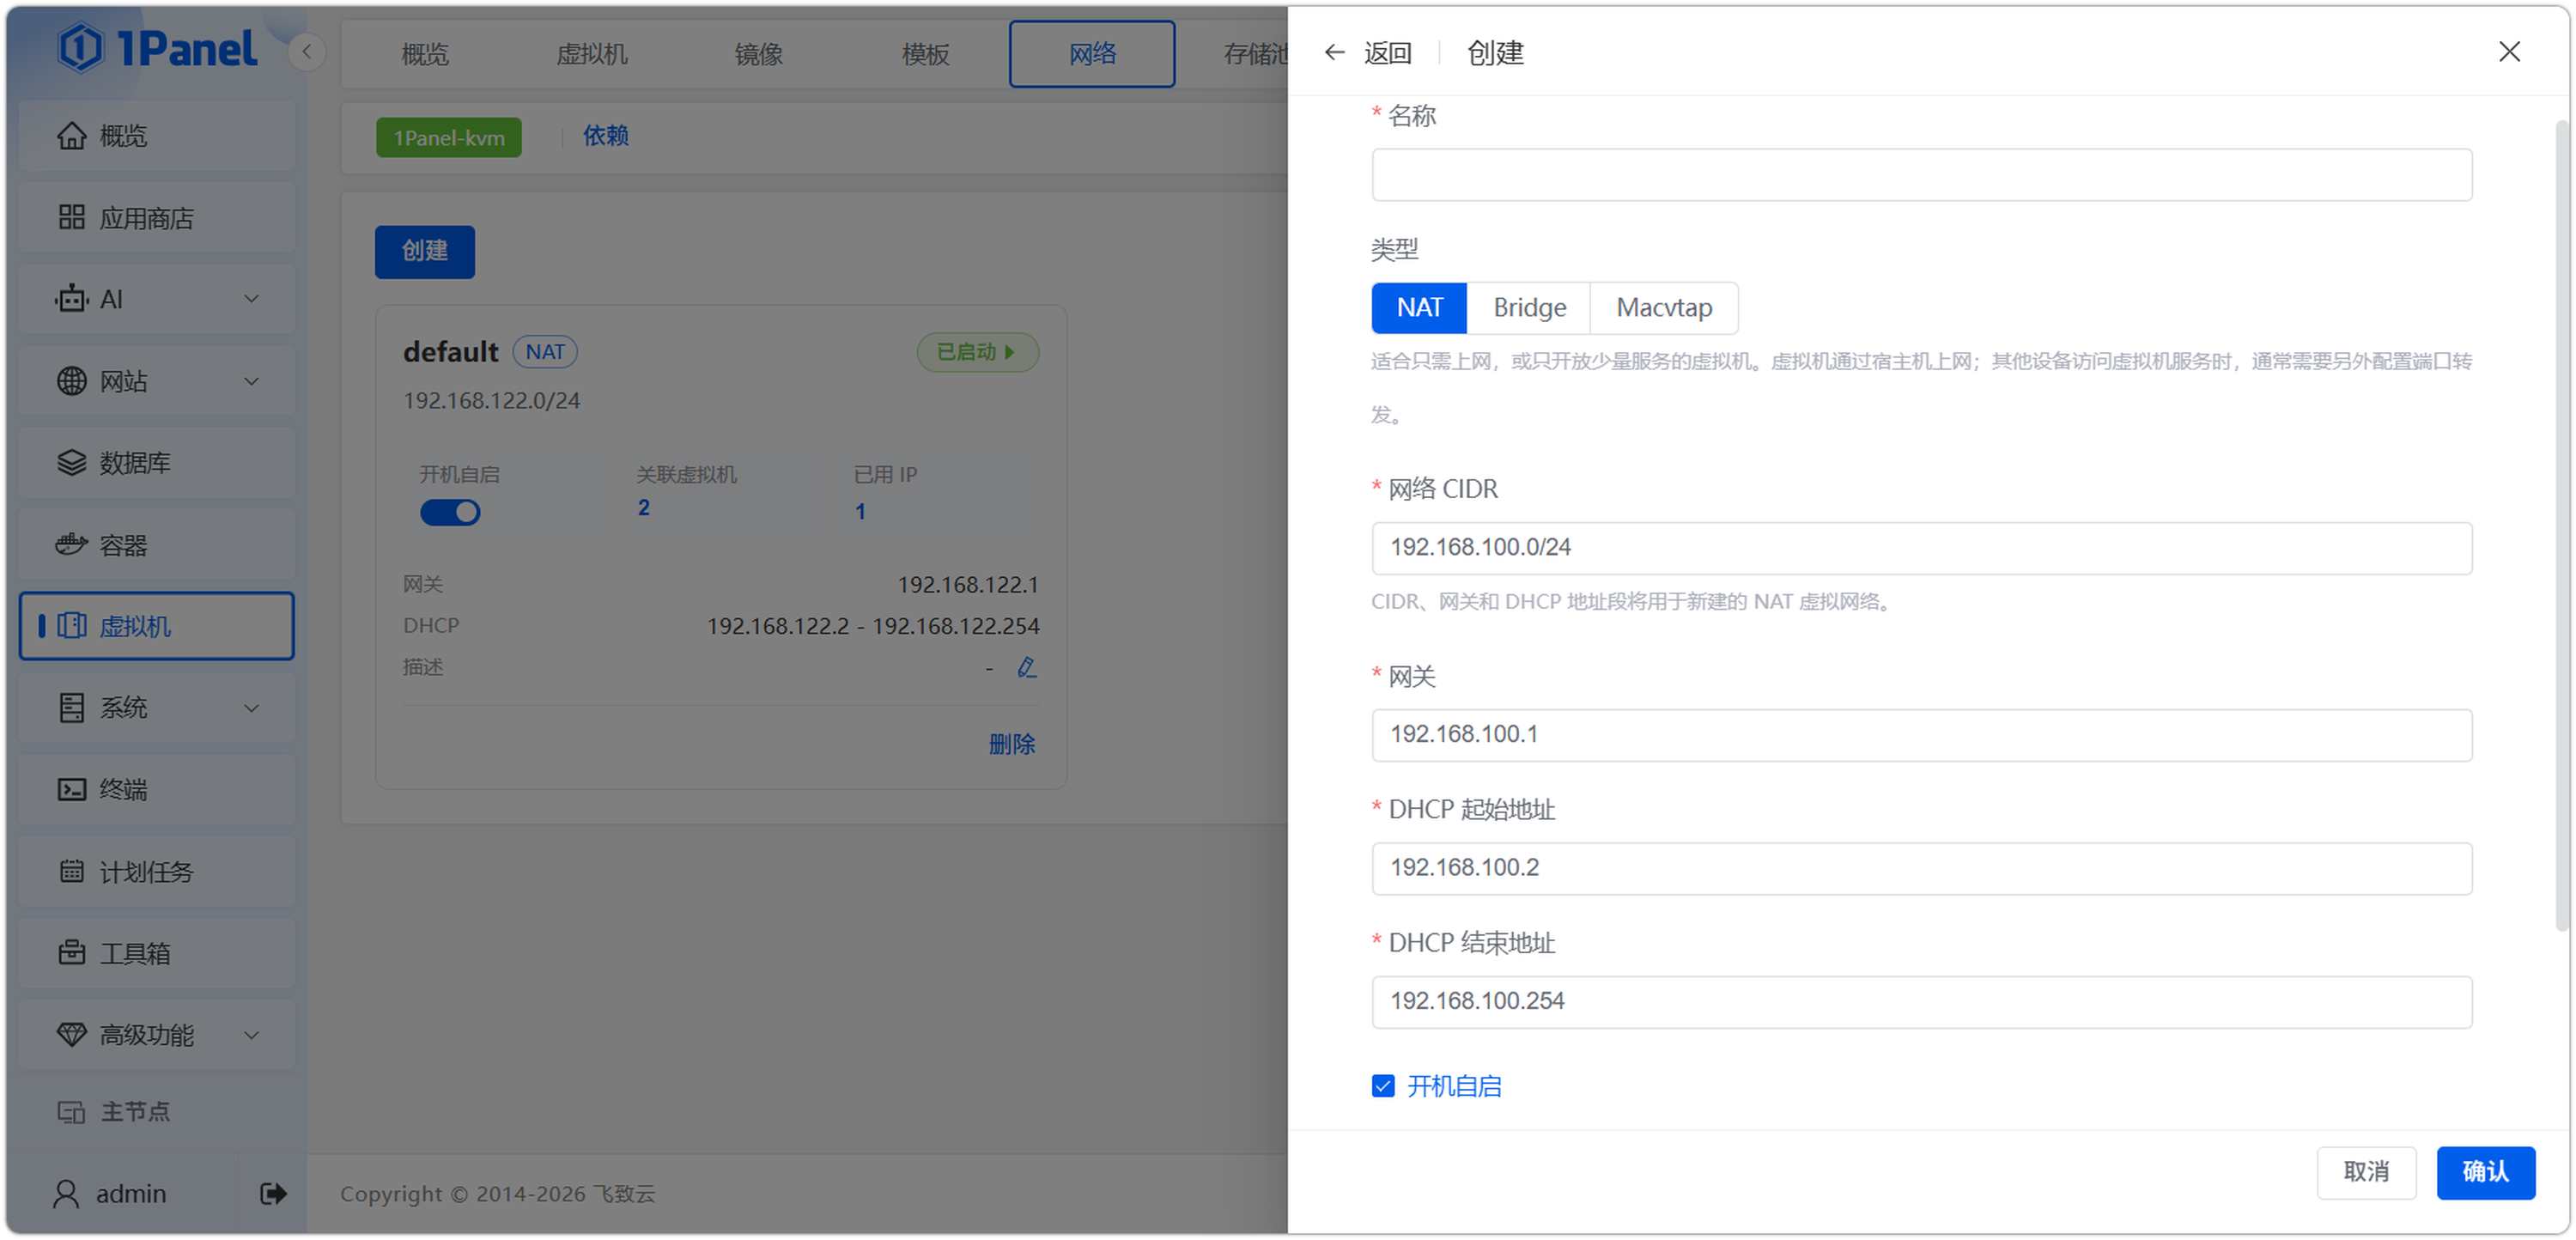 1Panel
概览
应用商店
AI
网站
数据库
容器
虚拟机
系统
终端
计划任务
工具箱
高级功能
主节点
admin
概览
虚拟机
镜像
模板
网络
存储池
1Panel-kvm
依赖
创建
default NAT
已启动
192.168.122.0/24
开机自启
关联虚拟机
2
已用 IP
1
网关 192.168.122.1
DHCP 192.168.122.2 - 192.168.122.254
描述 -
删除
Copyright © 2014-2026 飞致云
返回
创建
* 名称
类型
NAT
Bridge
Macvtap
适合只需上网，或只开放少量服务的虚拟机。虚拟机通过宿主机上网；其他设备访问虚拟机服务时，通常需要另外配置端口转
发。
* 网络 CIDR
192.168.100.0/24
CIDR、网关和 DHCP 地址段将用于新建的 NAT 虚拟网络。
* 网关
192.168.100.1
* DHCP 起始地址
192.168.100.2
* DHCP 结束地址
192.168.100.254
开机自启
取消
确认